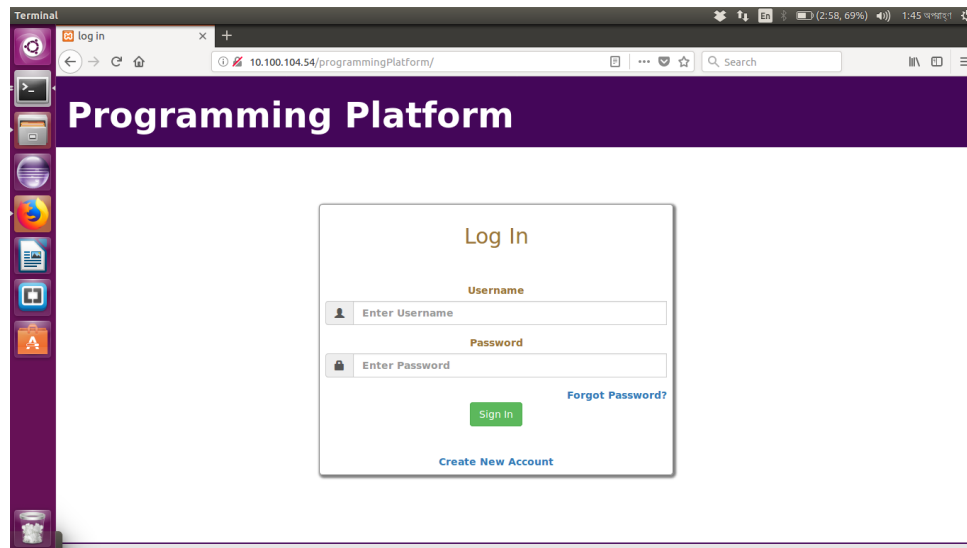 Terminal
En (2:58, 69%) 1:45 অপরাহ্ণ
log in
10.100.104.54/programmingPlatform/
Search
Programming Platform
Log In
Username
Enter Username
Password
Enter Password
Forgot Password?
Sign In
Create New Account